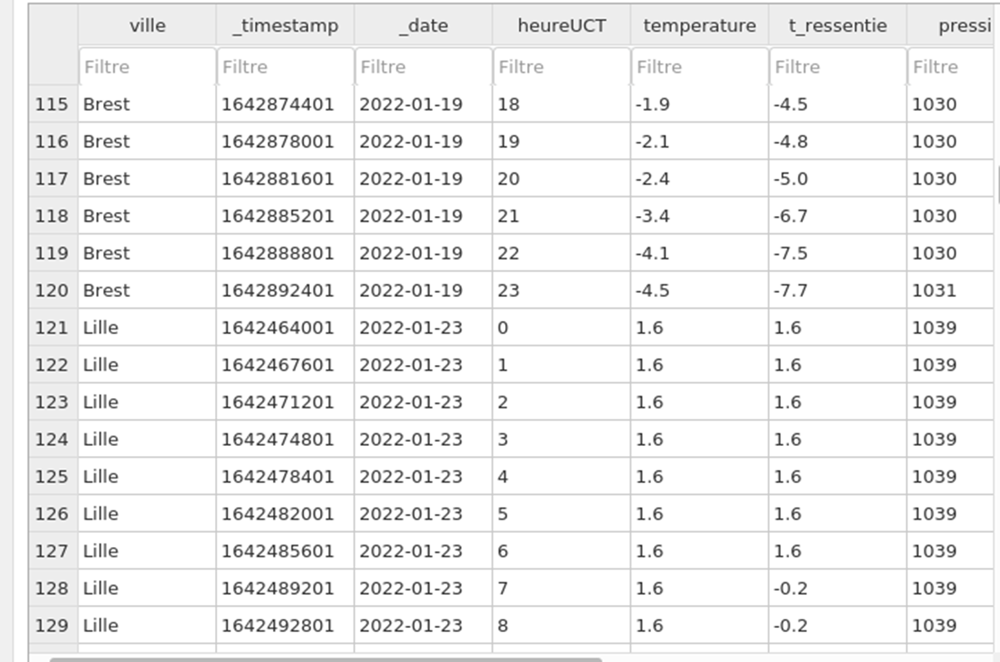 ville _timestamp _date heureUCT temperature t_ressentie pressi
Filtre Filtre Filtre Filtre Filtre Filtre Filtre
115 Brest 1642874401 2022-01-19 18 -1.9 -4.5 1030
116 Brest 1642878001 2022-01-19 19 -2.1 -4.8 1030
117 Brest 1642881601 2022-01-19 20 -2.4 -5.0 1030
118 Brest 1642885201 2022-01-19 21 -3.4 -6.7 1030
119 Brest 1642888801 2022-01-19 22 -4.1 -7.5 1030
120 Brest 1642892401 2022-01-19 23 -4.5 -7.7 1031
121 Lille 1642464001 2022-01-23 0 1.6 1.6 1039
122 Lille 1642467601 2022-01-23 1 1.6 1.6 1039
123 Lille 1642471201 2022-01-23 2 1.6 1.6 1039
124 Lille 1642474801 2022-01-23 3 1.6 1.6 1039
125 Lille 1642478401 2022-01-23 4 1.6 1.6 1039
126 Lille 1642482001 2022-01-23 5 1.6 1.6 1039
127 Lille 1642485601 2022-01-23 6 1.6 1.6 1039
128 Lille 1642489201 2022-01-23 7 1.6 -0.2 1039
129 Lille 1642492801 2022-01-23 8 1.6 -0.2 1039